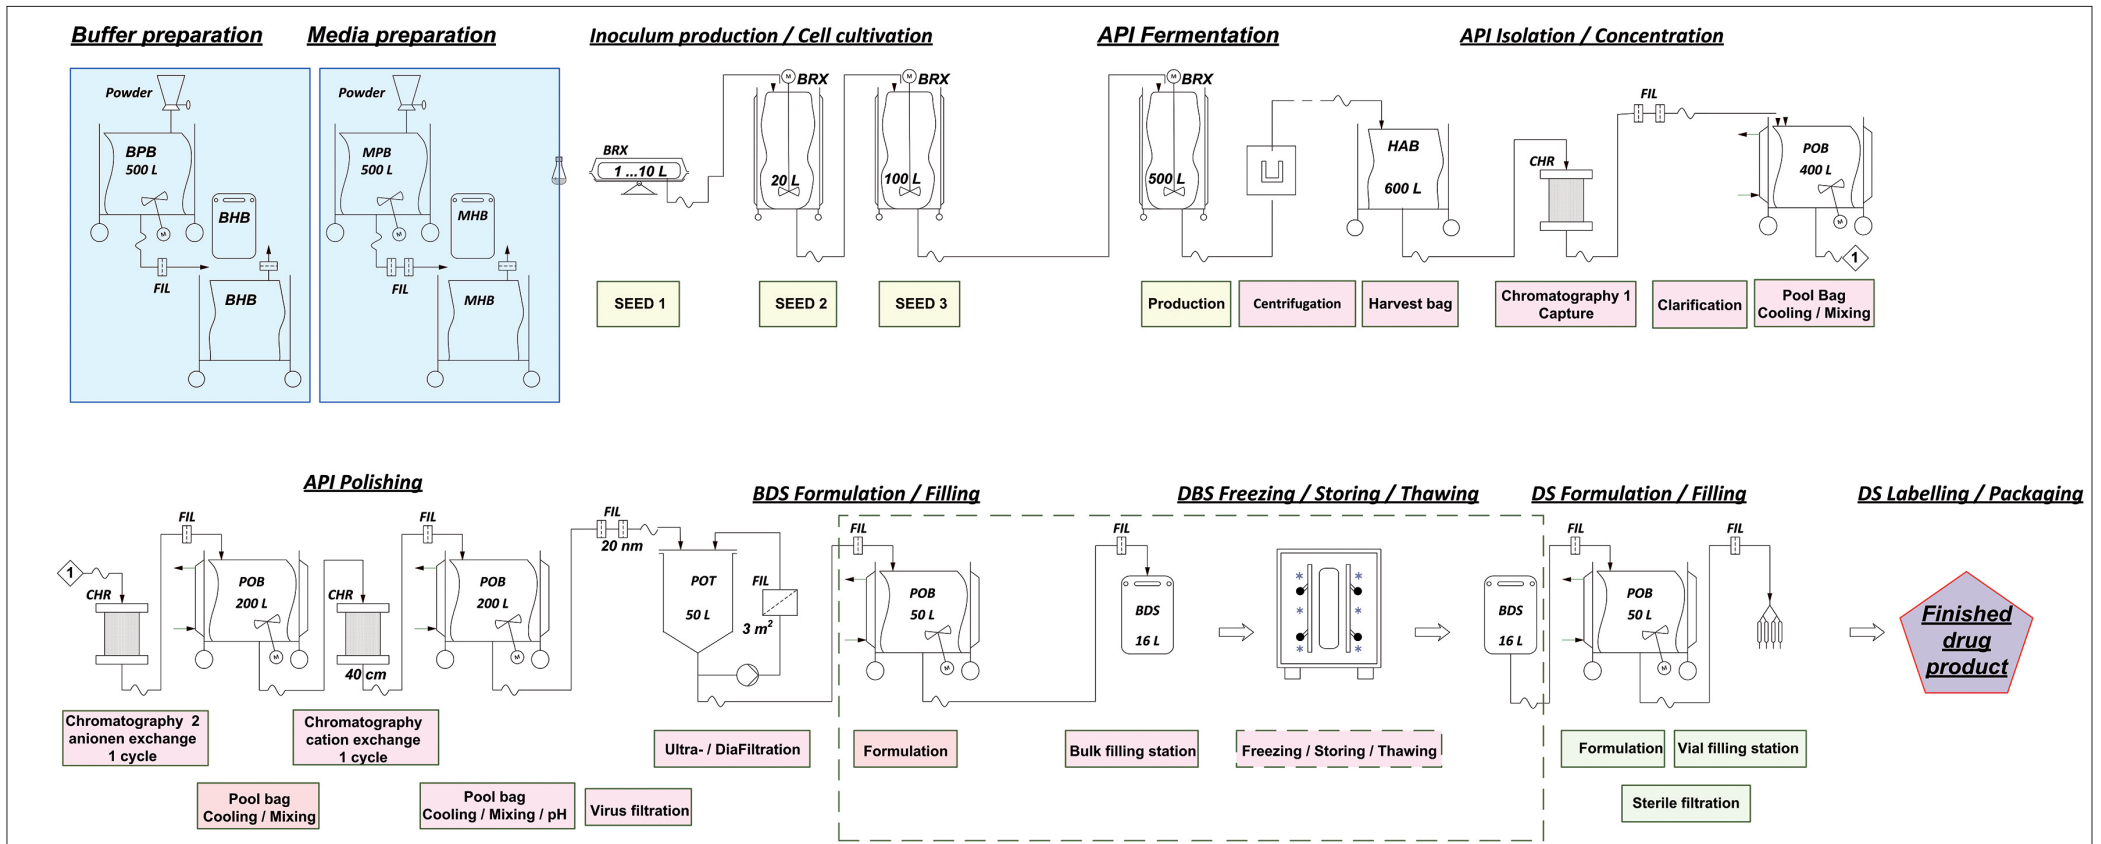 Buffer preparation
Media preparation
Inoculum production / Cell cultivation
API Fermentation
API Isolation / Concentration
Powder
BPB
500 L
BHB
FIL
BHB
Powder
MPB
500 L
MHB
FIL
MHB
M
M
BRX
1 ...10 L
M
BRX
20 L
M
BRX
100 L
M
BRX
500 L
HAB
600 L
CHR
FIL
POB
400 L
M
1
SEED 1
SEED 2
SEED 3
Production
Centrifugation
Harvest bag
Chromatography 1
Capture
Clarification
Pool Bag
Cooling / Mixing
API Polishing
BDS Formulation / Filling
DBS Freezing / Storing / Thawing
DS Formulation / Filling
DS Labelling / Packaging
1
CHR
FIL
POB
200 L
M
CHR
40 cm
FIL
POB
200 L
M
FIL
20 nm
POT
50 L
FIL
3 m²
FIL
POB
50 L
M
FIL
BDS
16 L
BDS
16 L
FIL
POB
50 L
M
FIL
Finished
drug
product
Chromatography 2
anionen exchange
1 cycle
Chromatography
cation exchange
1 cycle
Ultra- / DiaFiltration
Formulation
Bulk filling station
Freezing / Storing / Thawing
Formulation
Vial filling station
Pool bag
Cooling / Mixing
Pool bag
Cooling / Mixing / pH
Virus filtration
Sterile filtration